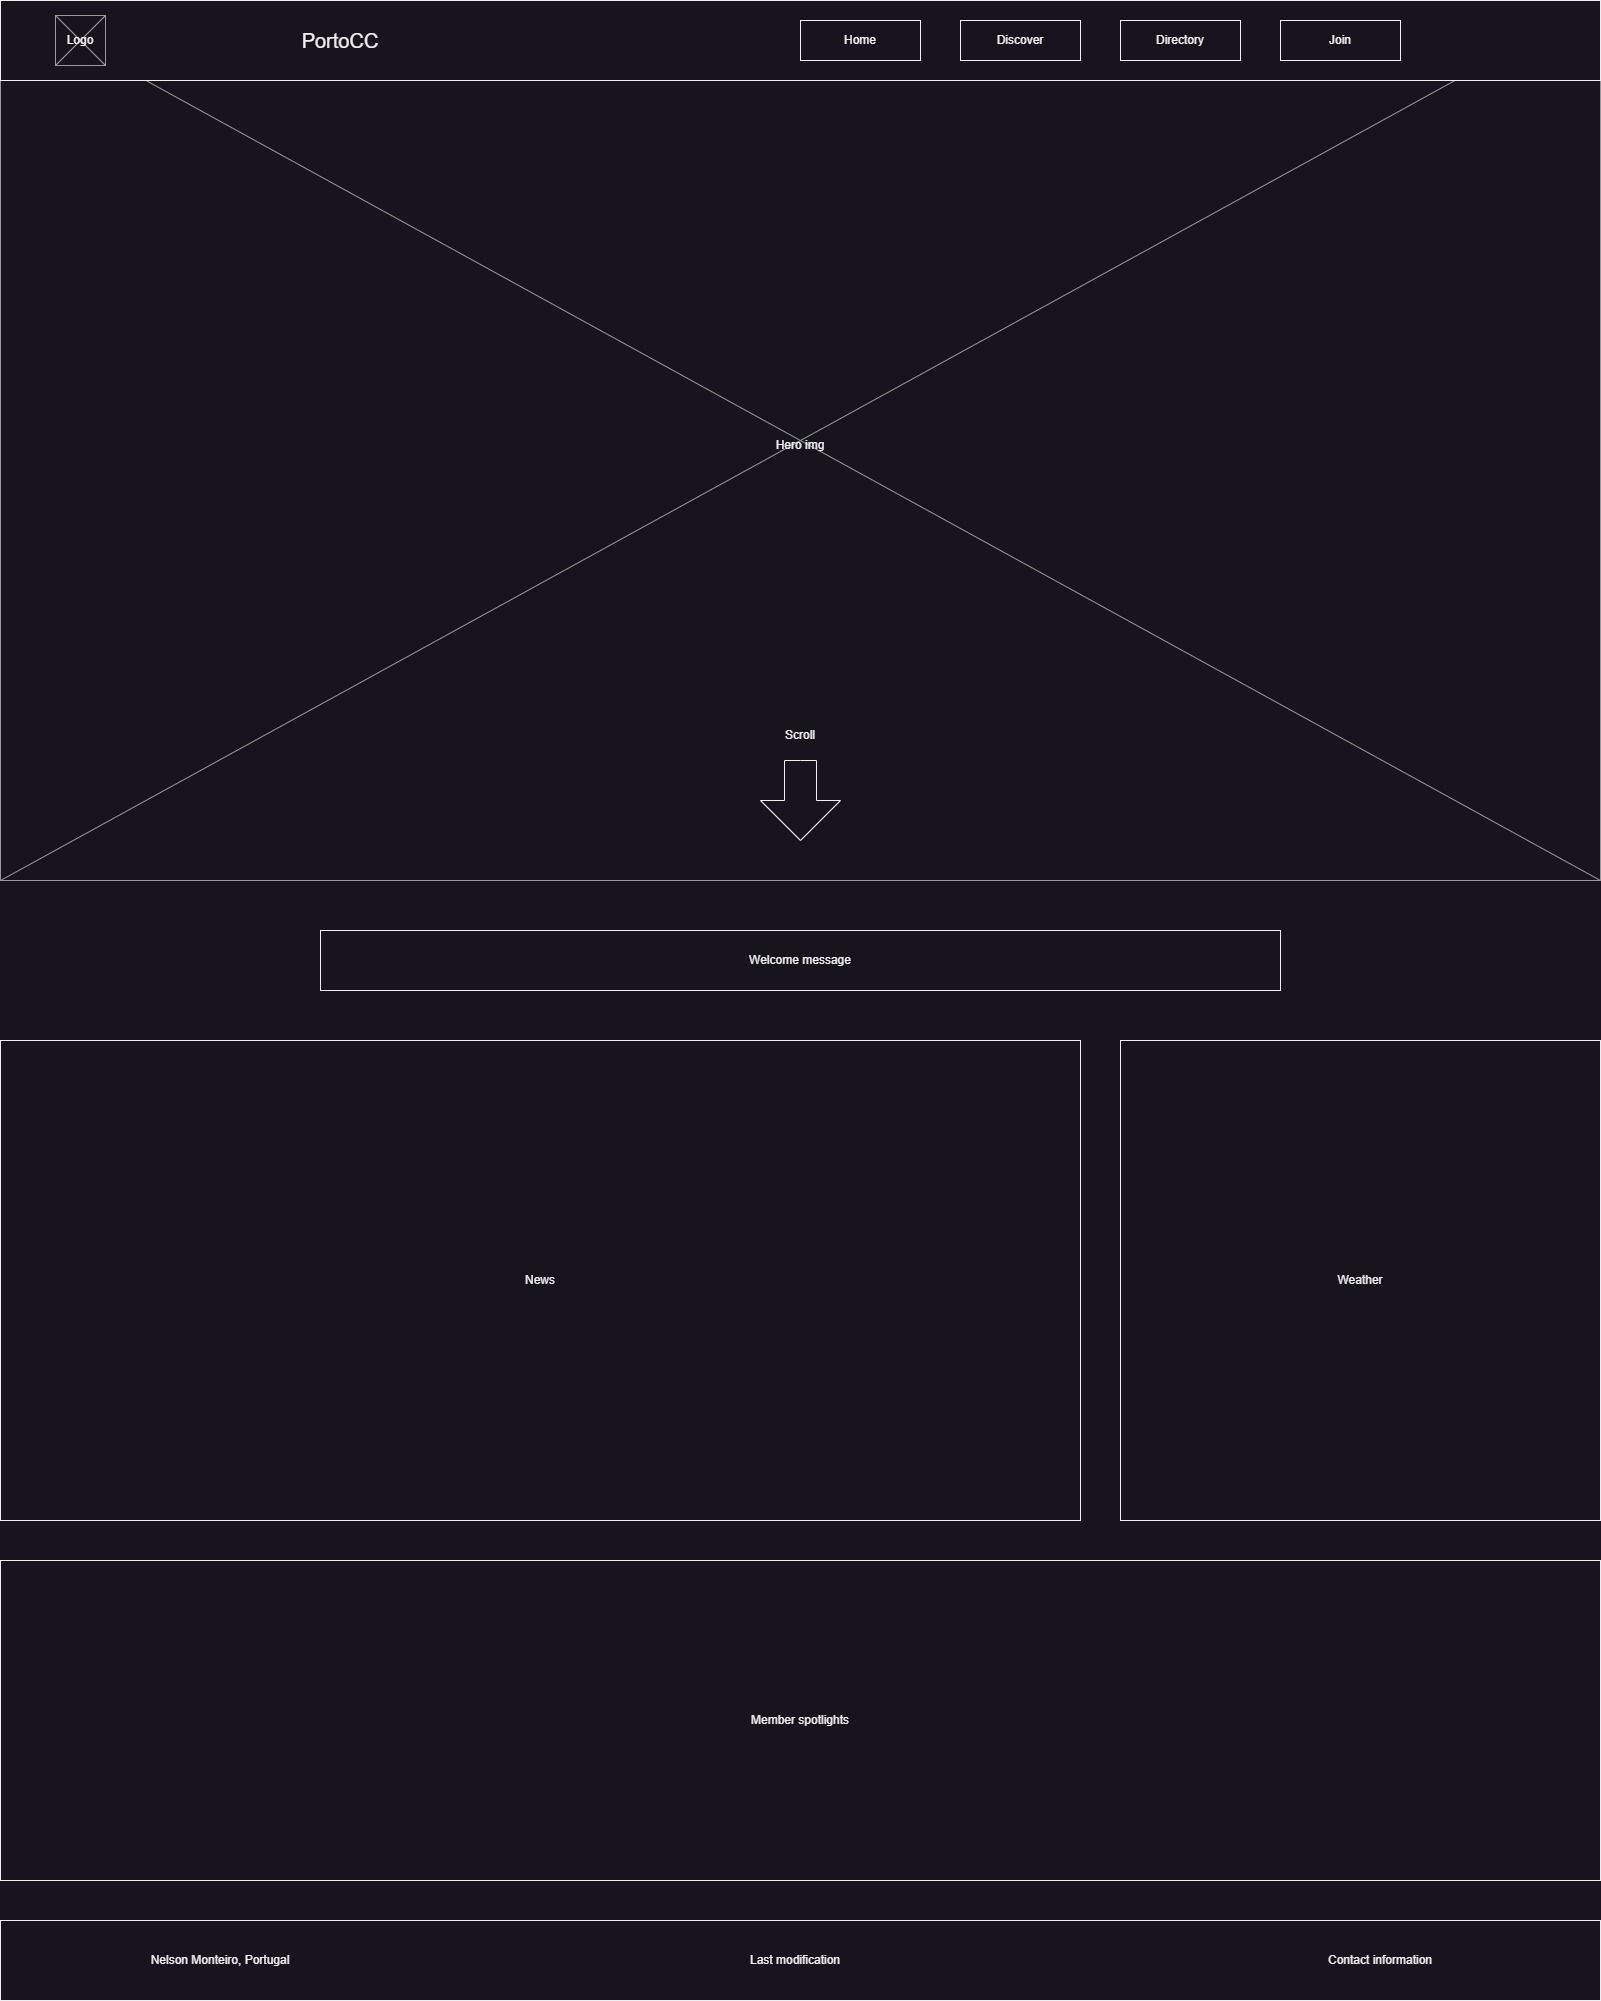 Logo
PortoCC
Home
Discover
Directory
Join
Hero img
Scroll
Welcome message
News
Weather
Member spotlights
Nelson Monteiro, Portugal
Last modification
Contact information